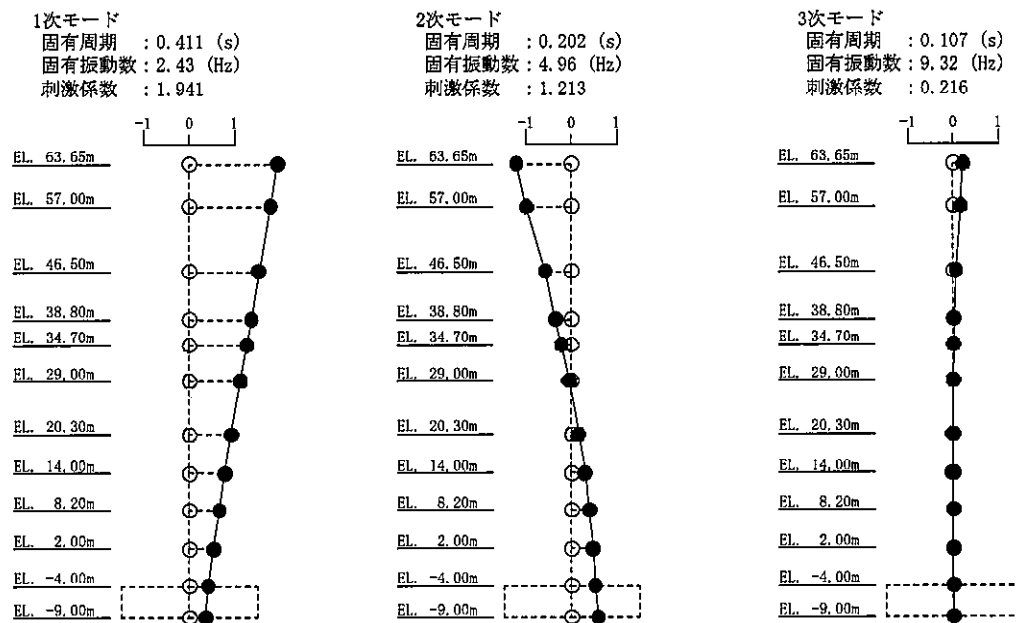 1次モード
固有周期 :0.411 (s)
固有振動数:2.43 (Hz)
刺激係数 :1.941
-1 0 1
EL. 63.65m
EL. 57.00m
EL. 46.50m
EL. 38.80m
EL. 34.70m
EL. 29.00m
EL. 20.30m
EL. 14.00m
EL. 8.20m
EL. 2.00m
EL. -4.00m
EL. -9.00m
2次モード
固有周期 :0.202 (s)
固有振動数:4.96 (Hz)
刺激係数 :1.213
-1 0 1
EL. 63.65m
EL. 57.00m
EL. 46.50m
EL. 38.80m
EL. 34.70m
EL. 29.00m
EL. 20.30m
EL. 14.00m
EL. 8.20m
EL. 2.00m
EL. -4.00m
EL. -9.00m
3次モード
固有周期 :0.107 (s)
固有振動数:9.32 (Hz)
刺激係数 :0.216
-1 0 1
EL. 63.65m
EL. 57.00m
EL. 46.50m
EL. 38.80m
EL. 34.70m
EL. 29.00m
EL. 20.30m
EL. 14.00m
EL. 8.20m
EL. 2.00m
EL. -4.00m
EL. -9.00m